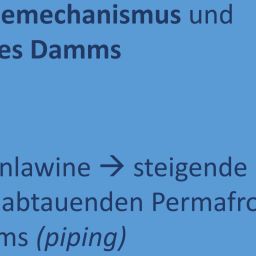 emechanismus und
es Damms
nlawine → steigende
abtauenden Permafro
ms (piping)